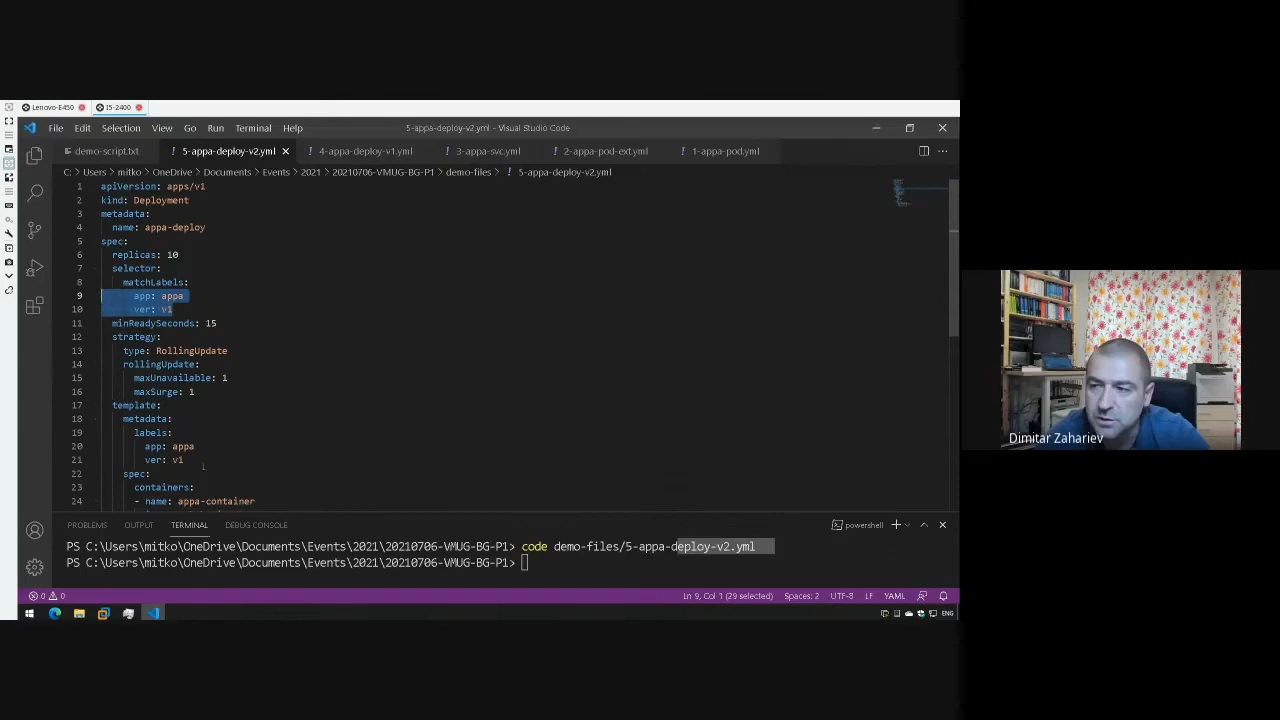 Lenovo-E450
I5-2400
File Edit Selection View Go Run Terminal Help
5-appa-deploy-v2.yml - Visual Studio Code
demo-script.txt
5-appa-deploy-v2.yml
4-appa-deploy-v1.yml
3-appa-svc.yml
2-appa-pod-ext.yml
1-appa-pod.yml
C: > Users > mitko > OneDrive > Documents > Events > 2021 > 20210706-VMUG-BG-P1 > demo-files > ! 5-appa-deploy-v2.yml
1 apiVersion: apps/v1
2 kind: Deployment
3 metadata:
4 name: appa-deploy
5 spec:
6 replicas: 10
7 selector:
8 matchLabels:
9 app: appa
10 ver: v1
11 minReadySeconds: 15
12 strategy:
13 type: RollingUpdate
14 rollingUpdate:
15 maxUnavailable: 1
16 maxSurge: 1
17 template:
18 metadata:
19 labels:
20 app: appa
21 ver: v1
22 spec:
23 containers:
24 - name: appa-container
PROBLEMS OUTPUT TERMINAL DEBUG CONSOLE
powershell
PS C:\Users\mitko\OneDrive\Documents\Events\2021\20210706-VMUG-BG-P1> code demo-files/5-appa-deploy-v2.yml
PS C:\Users\mitko\OneDrive\Documents\Events\2021\20210706-VMUG-BG-P1>
0 0
Ln 9, Col 1 (29 selected) Spaces: 2 UTF-8 LF YAML
ENG
Dimitar Zahariev